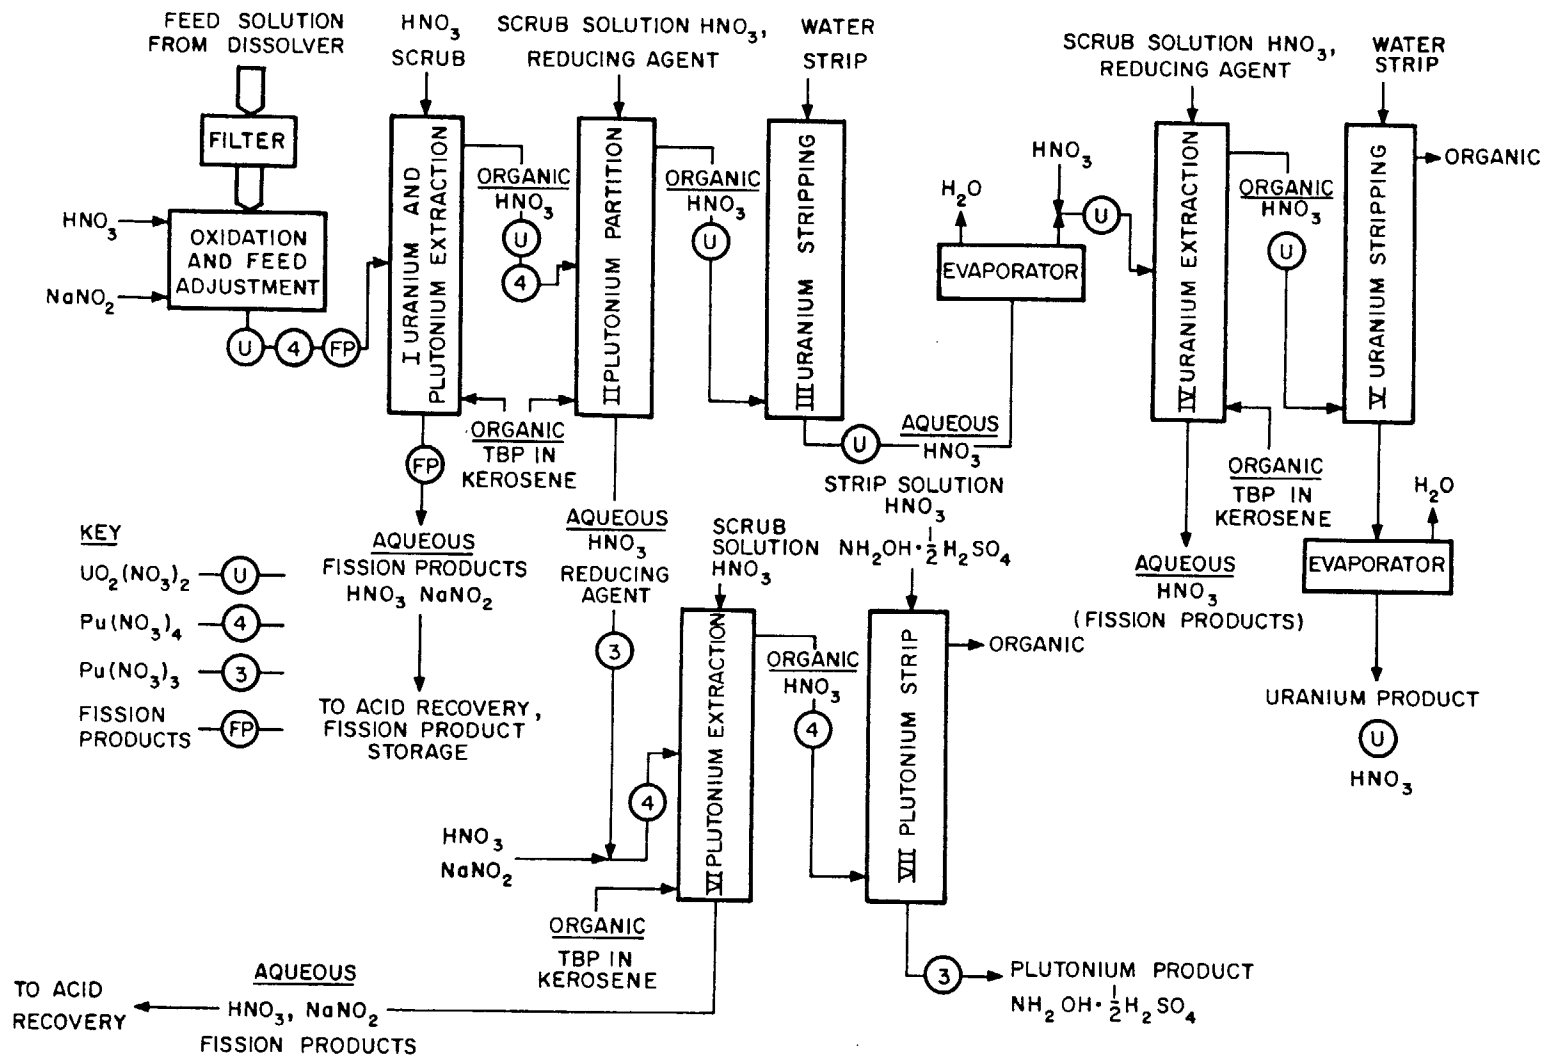 FEED SOLUTION
FROM DISSOLVER
HNO3
SCRUB
SCRUB SOLUTION HNO3,
REDUCING AGENT
WATER
STRIP
SCRUB SOLUTION HNO3,
REDUCING AGENT
WATER
STRIP
FILTER
HNO3
NaNO2
OXIDATION
AND FEED
ADJUSTMENT
U
4
FP
I URANIUM AND
PLUTONIUM EXTRACTION
ORGANIC
HNO3
U
4
II PLUTONIUM PARTITION
ORGANIC
HNO3
U
III URANIUM STRIPPING
H2O
HNO3
U
EVAPORATOR
IV URANIUM EXTRACTION
ORGANIC
HNO3
U
V URANIUM STRIPPING
ORGANIC
ORGANIC
TBP IN
KEROSENE
FP
U
AQUEOUS
HNO3
ORGANIC
TBP IN
KEROSENE
H2O
EVAPORATOR
AQUEOUS
HNO3
(FISSION PRODUCTS)
URANIUM PRODUCT
U
HNO3
KEY
UO2(NO3)2 U
Pu(NO3)4 4
Pu(NO3)3 3
FISSION
PRODUCTS FP
AQUEOUS
FISSION PRODUCTS
HNO3 NaNO2
TO ACID RECOVERY,
FISSION PRODUCT
STORAGE
AQUEOUS
HNO3
REDUCING
AGENT
3
SCRUB
SOLUTION
HNO3
STRIP SOLUTION
HNO3
NH2OH·1/2H2SO4
VI PLUTONIUM EXTRACTION
ORGANIC
HNO3
4
VII PLUTONIUM STRIP
ORGANIC
4
HNO3
NaNO2
ORGANIC
TBP IN
KEROSENE
3
PLUTONIUM PRODUCT
NH2OH·1/2H2SO4
TO ACID
RECOVERY
AQUEOUS
HNO3, NaNO2
FISSION PRODUCTS